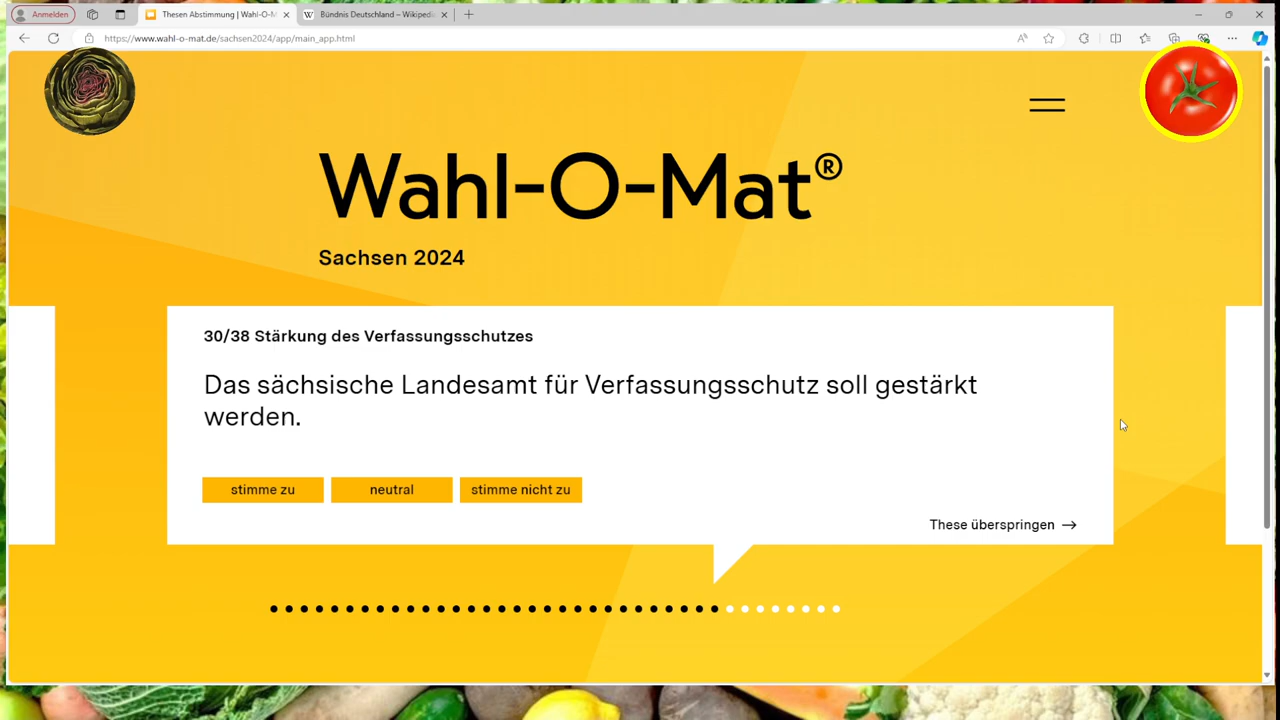 Anmelden
Thesen Abstimmung | Wahl-O-M
Bündnis Deutschland – Wikipedi
https://www.wahl-o-mat.de/sachsen2024/app/main_app.html
Wahl-O-Mat®
Sachsen 2024
30/38 Stärkung des Verfassungsschutzes
Das sächsische Landesamt für Verfassungsschutz soll gestärkt
werden.
stimme zu
neutral
stimme nicht zu
These überspringen